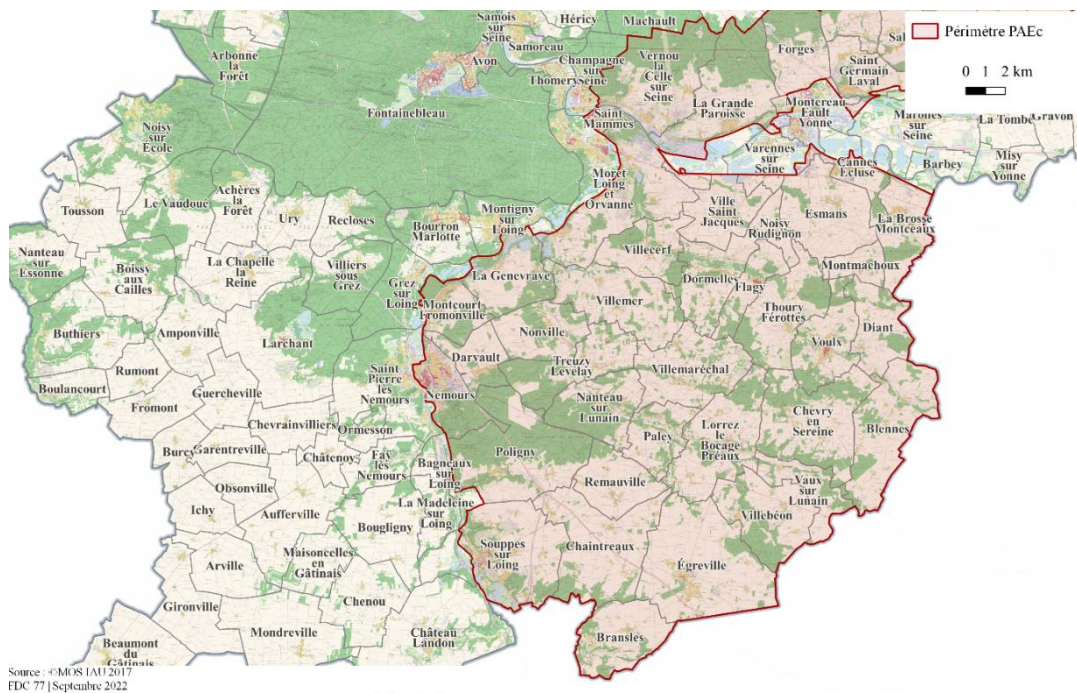 Samois
sur
Seine
Héricy
Machault
Samoreau
Forges
Périmètre PAEc
Arbonne
la
Forêt
Avon
Champagne
sur
Seine
Vernou
la
Celle
sur
Seine
Saint
Germain
Laval
0 1 2 km
Thomery
Fontainebleau
La Grande
Paroisse
Montereau
Fault
Yonne
Saint
Mammès
Marolles
sur
Seine
La Tombe
Gravon
Noisy
sur
Ecole
Varennes
sur
Seine
Cannes
Ecluse
Barbey
Misy
sur
Yonne
Moret
Loing
et
Orvanne
Achères
la
Forêt
Le Vaudoué
Tousson
Ury
Recloses
Bourron
Marlotte
Montigny
sur
Loing
Ville
Saint
Jacques
Noisy
Rudignon
Esmans
La Brosse
Montceaux
Nanteau
sur
Essonne
Boissy
aux
Cailles
La Chapelle
la
Reine
Villiers
sous
Grez
Villecerf
Montmachoux
Grez
sur
Loing
La Genevraye
Dormelles
Flagy
Montcourt
Fromonville
Villemer
Thoury
Férottes
Diant
Buthiers
Amponville
Larchant
Nonville
Voulx
Darvault
Treuzy
Levelay
Villemaréchal
Rumont
Saint
Pierre
lès
Nemours
Boulancourt
Guercheville
Nemours
Nanteau
sur
Lunain
Fromont
Chevrainvilliers
Ormesson
Chevry
en
Sereine
Blennes
Lorrez
le
Bocage
Préaux
Paley
Burcy
Garentreville
Châtenoy
Faÿ
lès
Nemours
Bagneaux
sur
Loing
Poligny
Obsonville
Remauville
Vaux
sur
Lunain
Ichy
Aufferville
La Madeleine
sur
Loing
Bougligny
Villebéon
Souppes
sur
Loing
Chaintreaux
Maisoncelles
en
Gâtinais
Arville
Égreville
Gironville
Chenou
Mondreville
Château
Landon
Bransles
Beaumont
du
Gâtinais
Source : ©MOS IAU 2017
FDC 77 | Septembre 2022